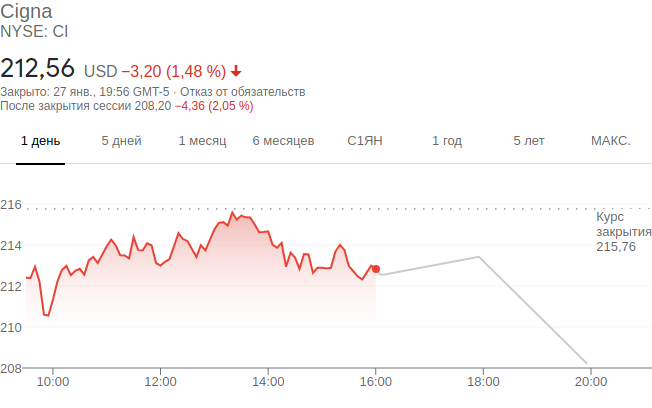 Cigna
NYSE: CI
212,56 USD −3,20 (1,48 %)
Закрыто: 27 янв., 19:56 GMT-5 · Отказ от обязательств
После закрытия сессии 208,20 −4,36 (2,05 %)
1 день 5 дней 1 месяц 6 месяцев С1ЯН 1 год 5 лет МАКС.
216
Курс
закрытия
215,76
214
212
210
208
10:00 12:00 14:00 16:00 18:00 20:00